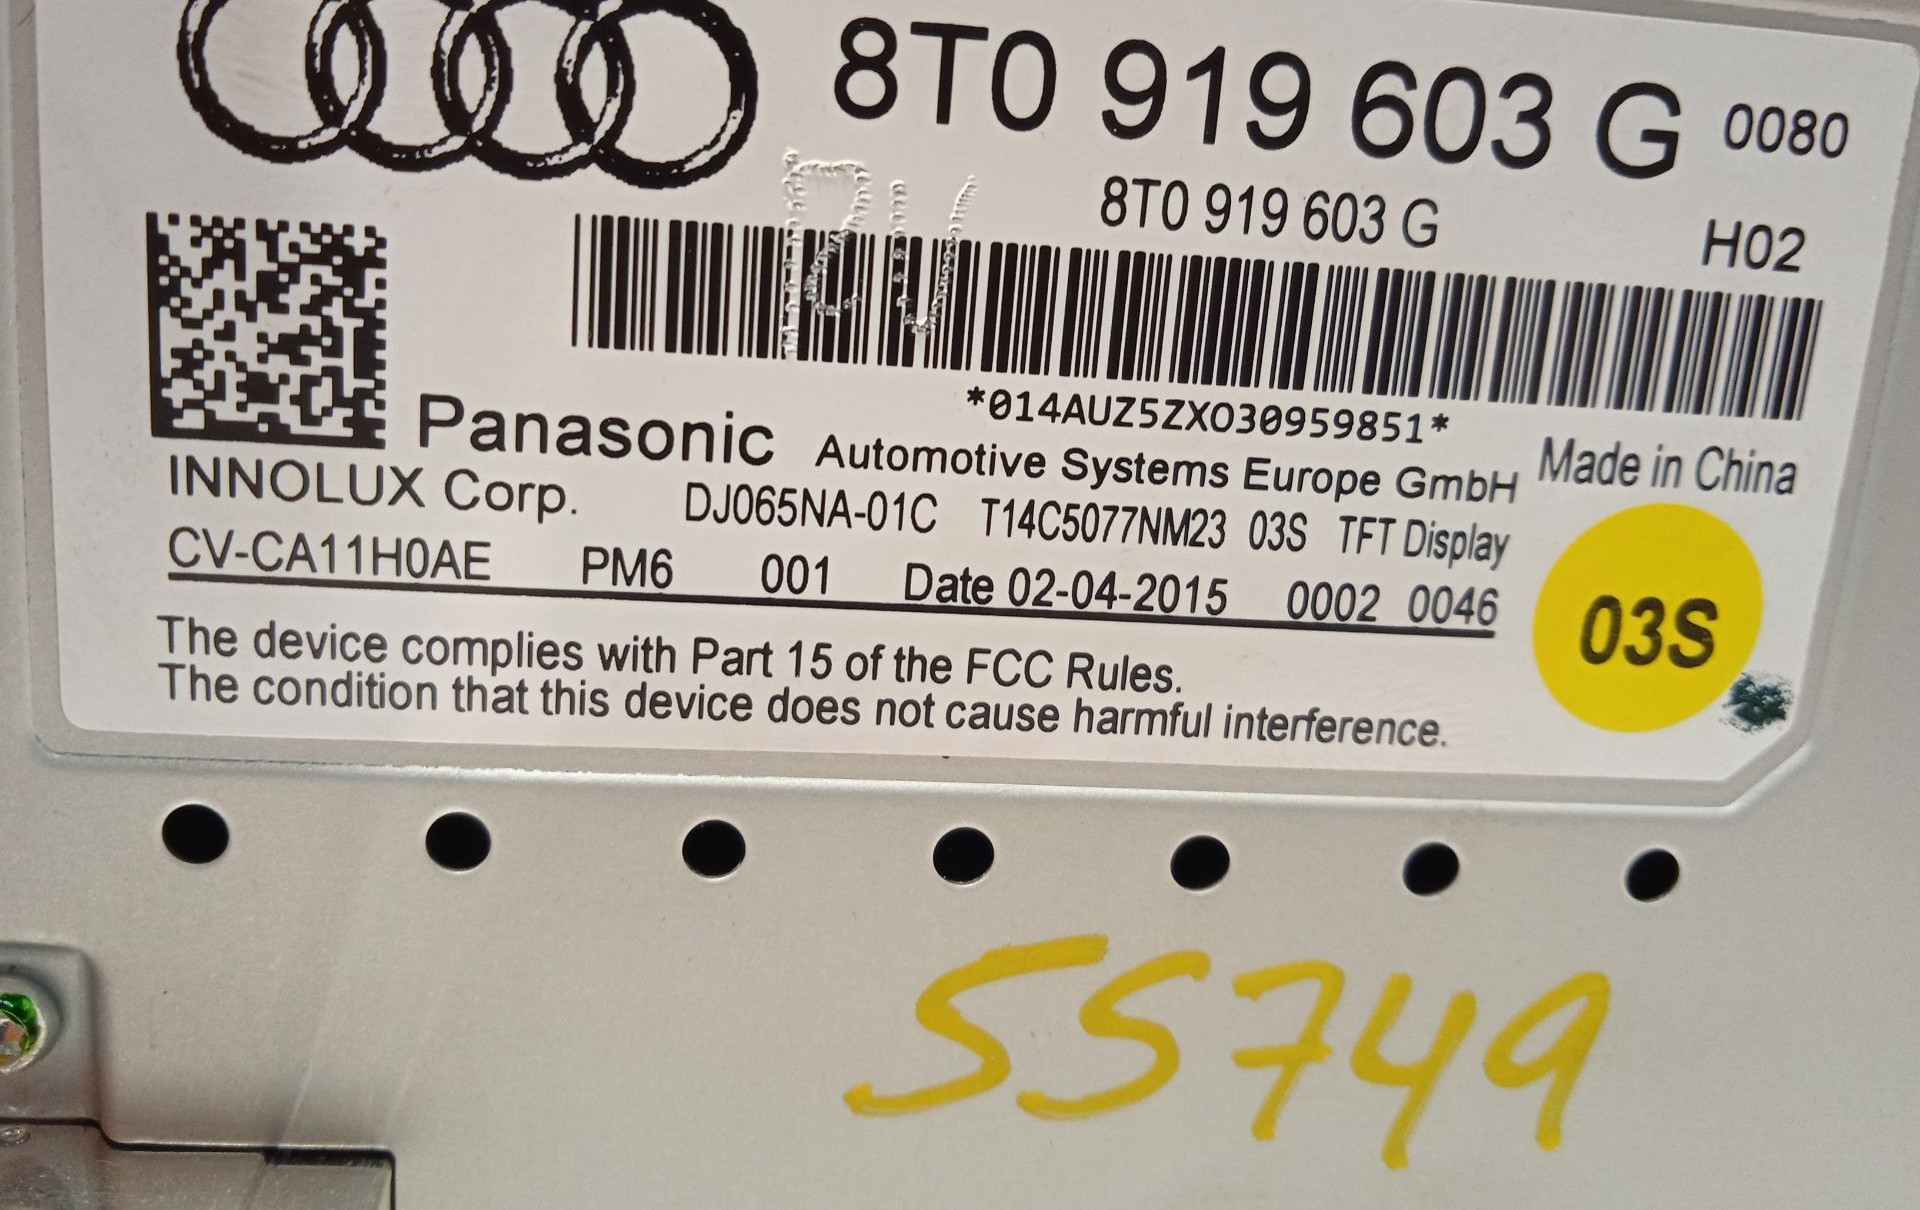 8T0 919 603 G 0080
8T0 919 603 G H02
BV
*014AUZ5ZXO30959851*
Panasonic Automotive Systems Europe GmbH Made in China
INNOLUX Corp. DJ065NA-01C T14C5077NM23 03S TFT Display
CV-CA11H0AE PM6 001 Date 02-04-2015 0002 0046
03S
The device complies with Part 15 of the FCC Rules.
The condition that this device does not cause harmful interference.
55749